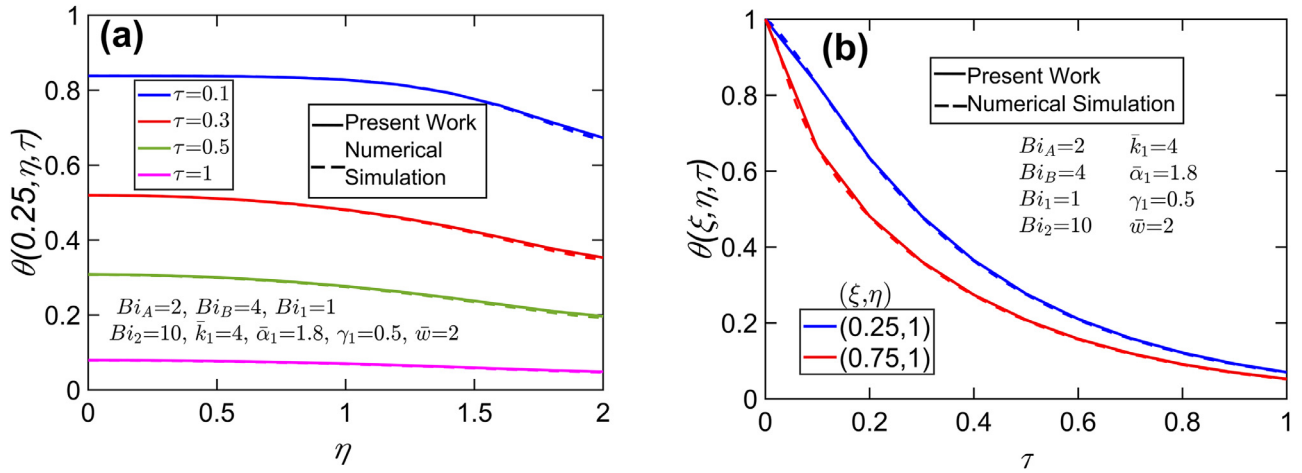 (a)
θ(0.25,η,τ)
1
0.8
0.6
0.4
0.2
0
τ=0.1
τ=0.3
τ=0.5
τ=1
Present Work
Numerical
Simulation
Bi_A=2, Bi_B=4, Bi_1=1
Bi_2=10, k̄_1=4, ᾱ_1=1.8, γ_1=0.5, w̄=2
0 0.5 1 1.5 2
η
(b)
θ(ξ,η,τ)
1
0.8
0.6
0.4
0.2
0
Present Work
Numerical Simulation
Bi_A=2 k̄_1=4
Bi_B=4 ᾱ_1=1.8
Bi_1=1 γ_1=0.5
Bi_2=10 w̄=2
(ξ,η)
(0.25,1)
(0.75,1)
0 0.2 0.4 0.6 0.8 1
τ